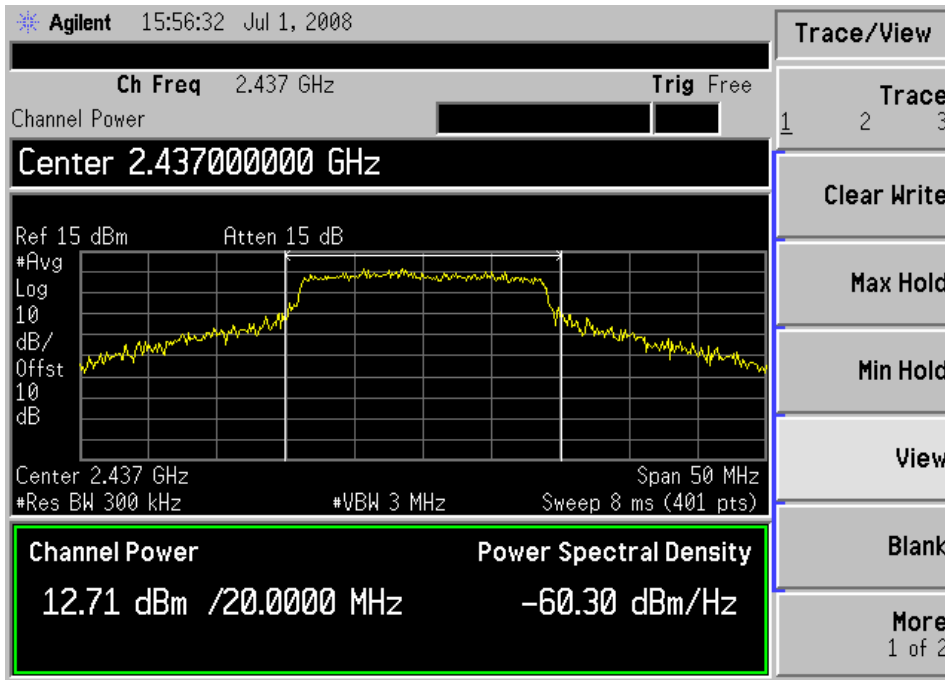 Agilent 15:56:32 Jul 1, 2008
Trace/View
Ch Freq 2.437 GHz Trig Free
Channel Power
Trace
1 2 3
Center 2.437000000 GHz
Clear Write
Ref 15 dBm Atten 15 dB
#Avg
Log
10
dB/
Offst
10
dB
Max Hold
Min Hold
View
Center 2.437 GHz Span 50 MHz
#Res BW 300 kHz #VBW 3 MHz Sweep 8 ms (401 pts)
Channel Power Power Spectral Density
12.71 dBm /20.0000 MHz -60.30 dBm/Hz
Blank
More
1 of 2